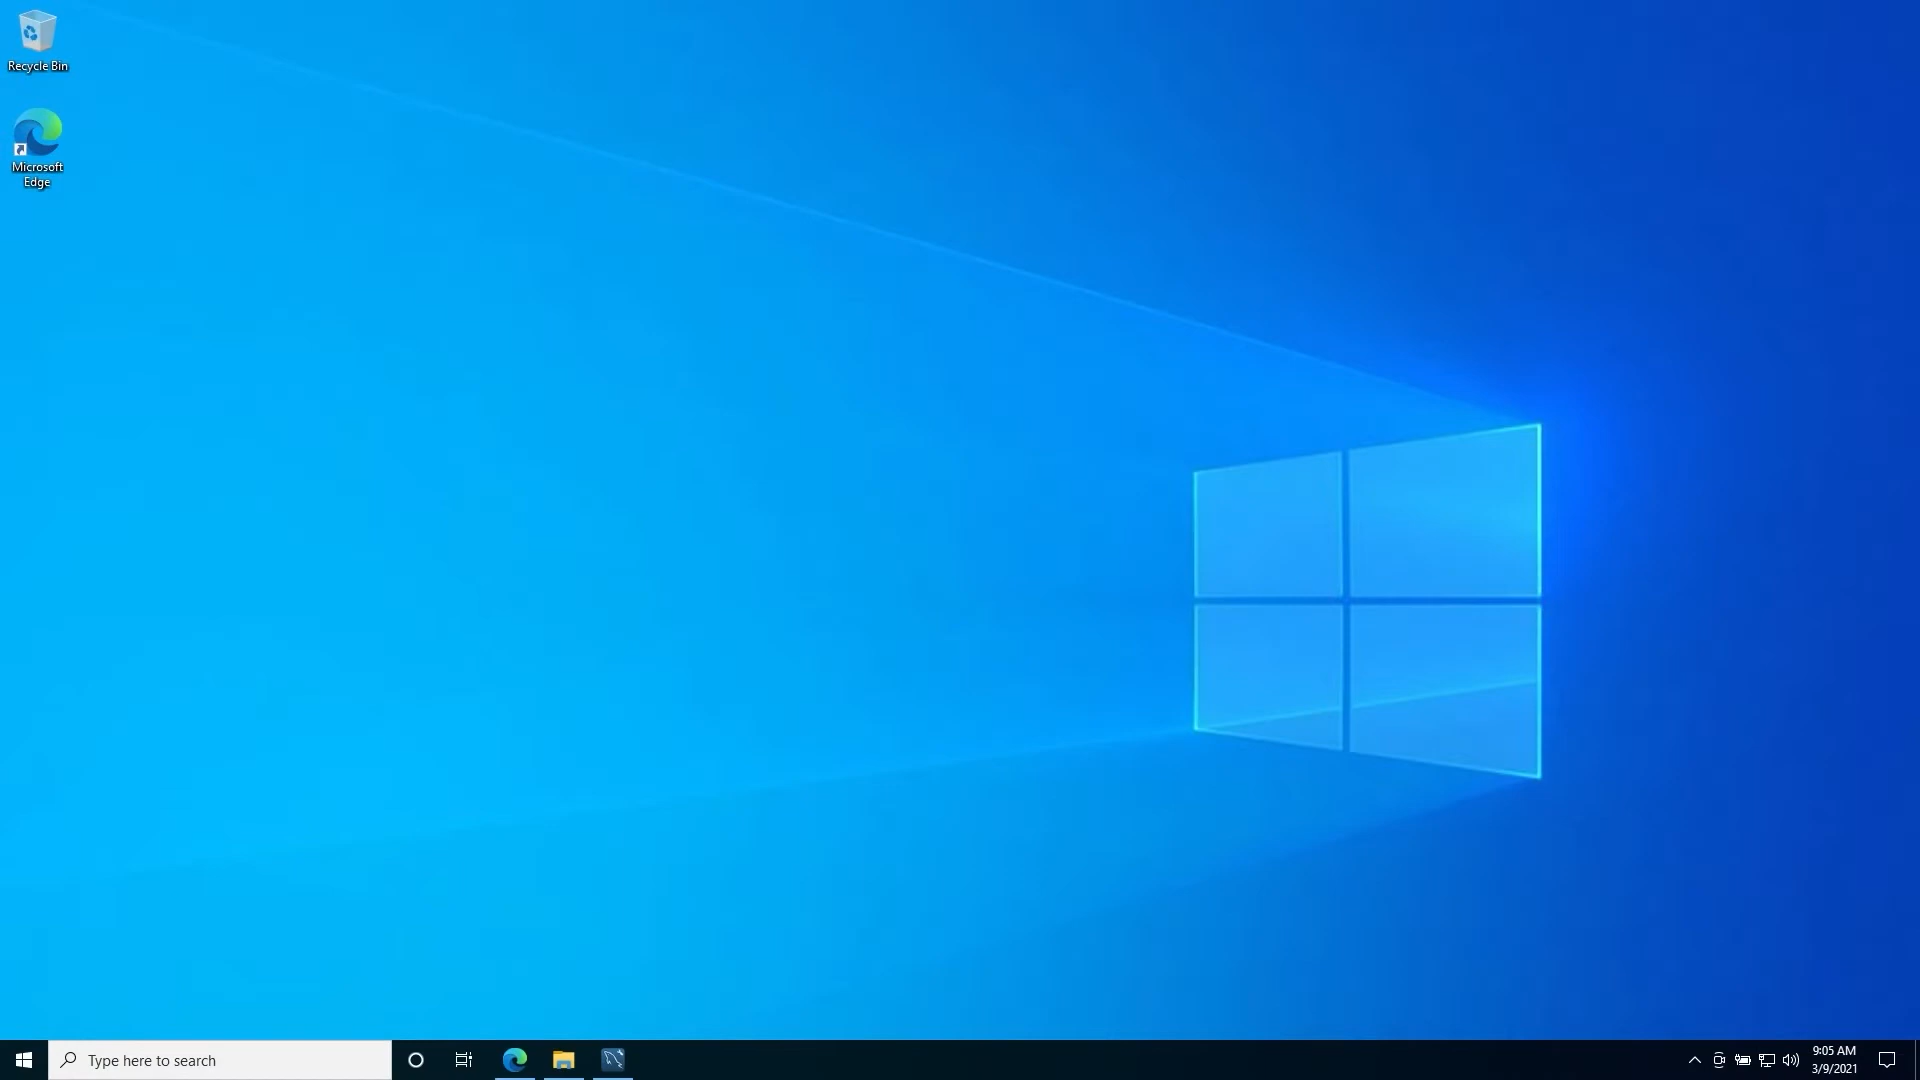 Recycle Bin
Microsoft
Edge
Type here to search
9:05 AM
3/9/2021